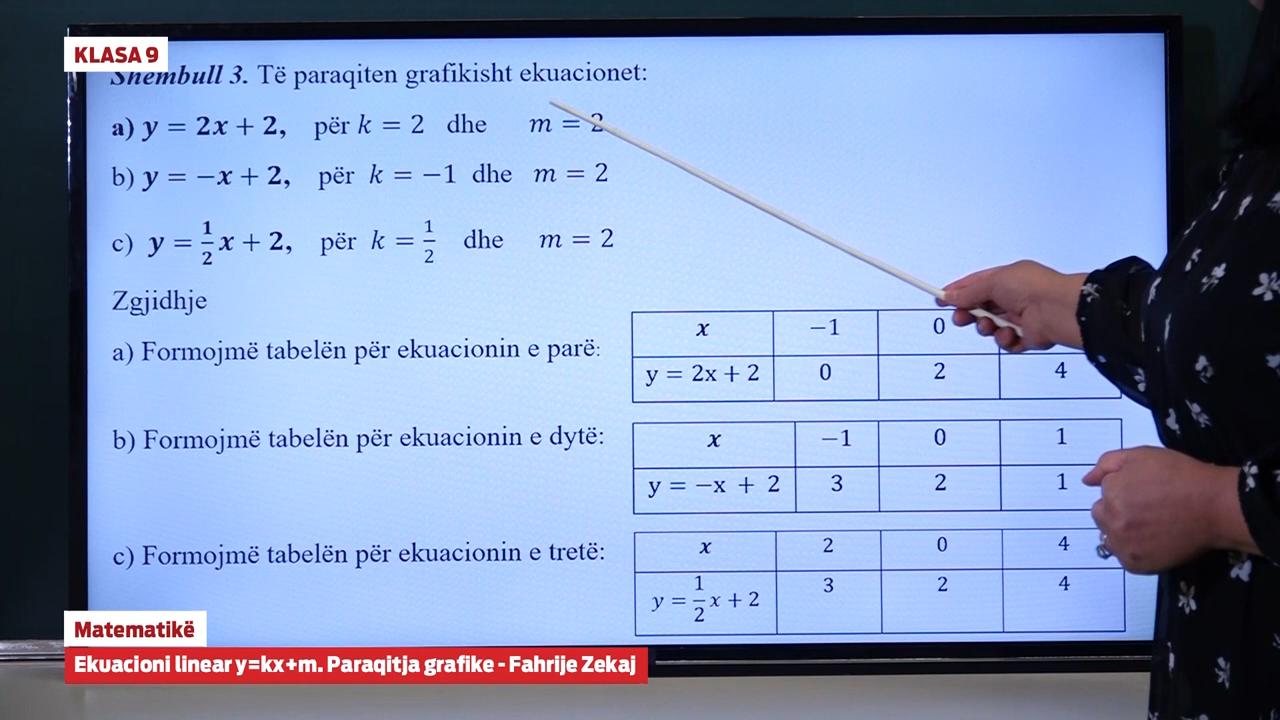 KLASA 9
Shembull 3. Të paraqiten grafikisht ekuacionet:
a) y = 2x + 2, për k = 2 dhe m = 2
b) y = −x + 2, për k = −1 dhe m = 2
c) y = 1/2 x + 2, për k = 1/2 dhe m = 2
Zgjidhje
a) Formojmë tabelën për ekuacionin e parë:
x −1 0
y = 2x + 2 0 2 4
b) Formojmë tabelën për ekuacionin e dytë:
x −1 0 1
y = −x + 2 3 2 1
c) Formojmë tabelën për ekuacionin e tretë:
x 2 0 4
y = 1/2 x + 2 3 2 4
Matematikë
Ekuacioni linear y=kx+m. Paraqitja grafike - Fahrije Zekaj